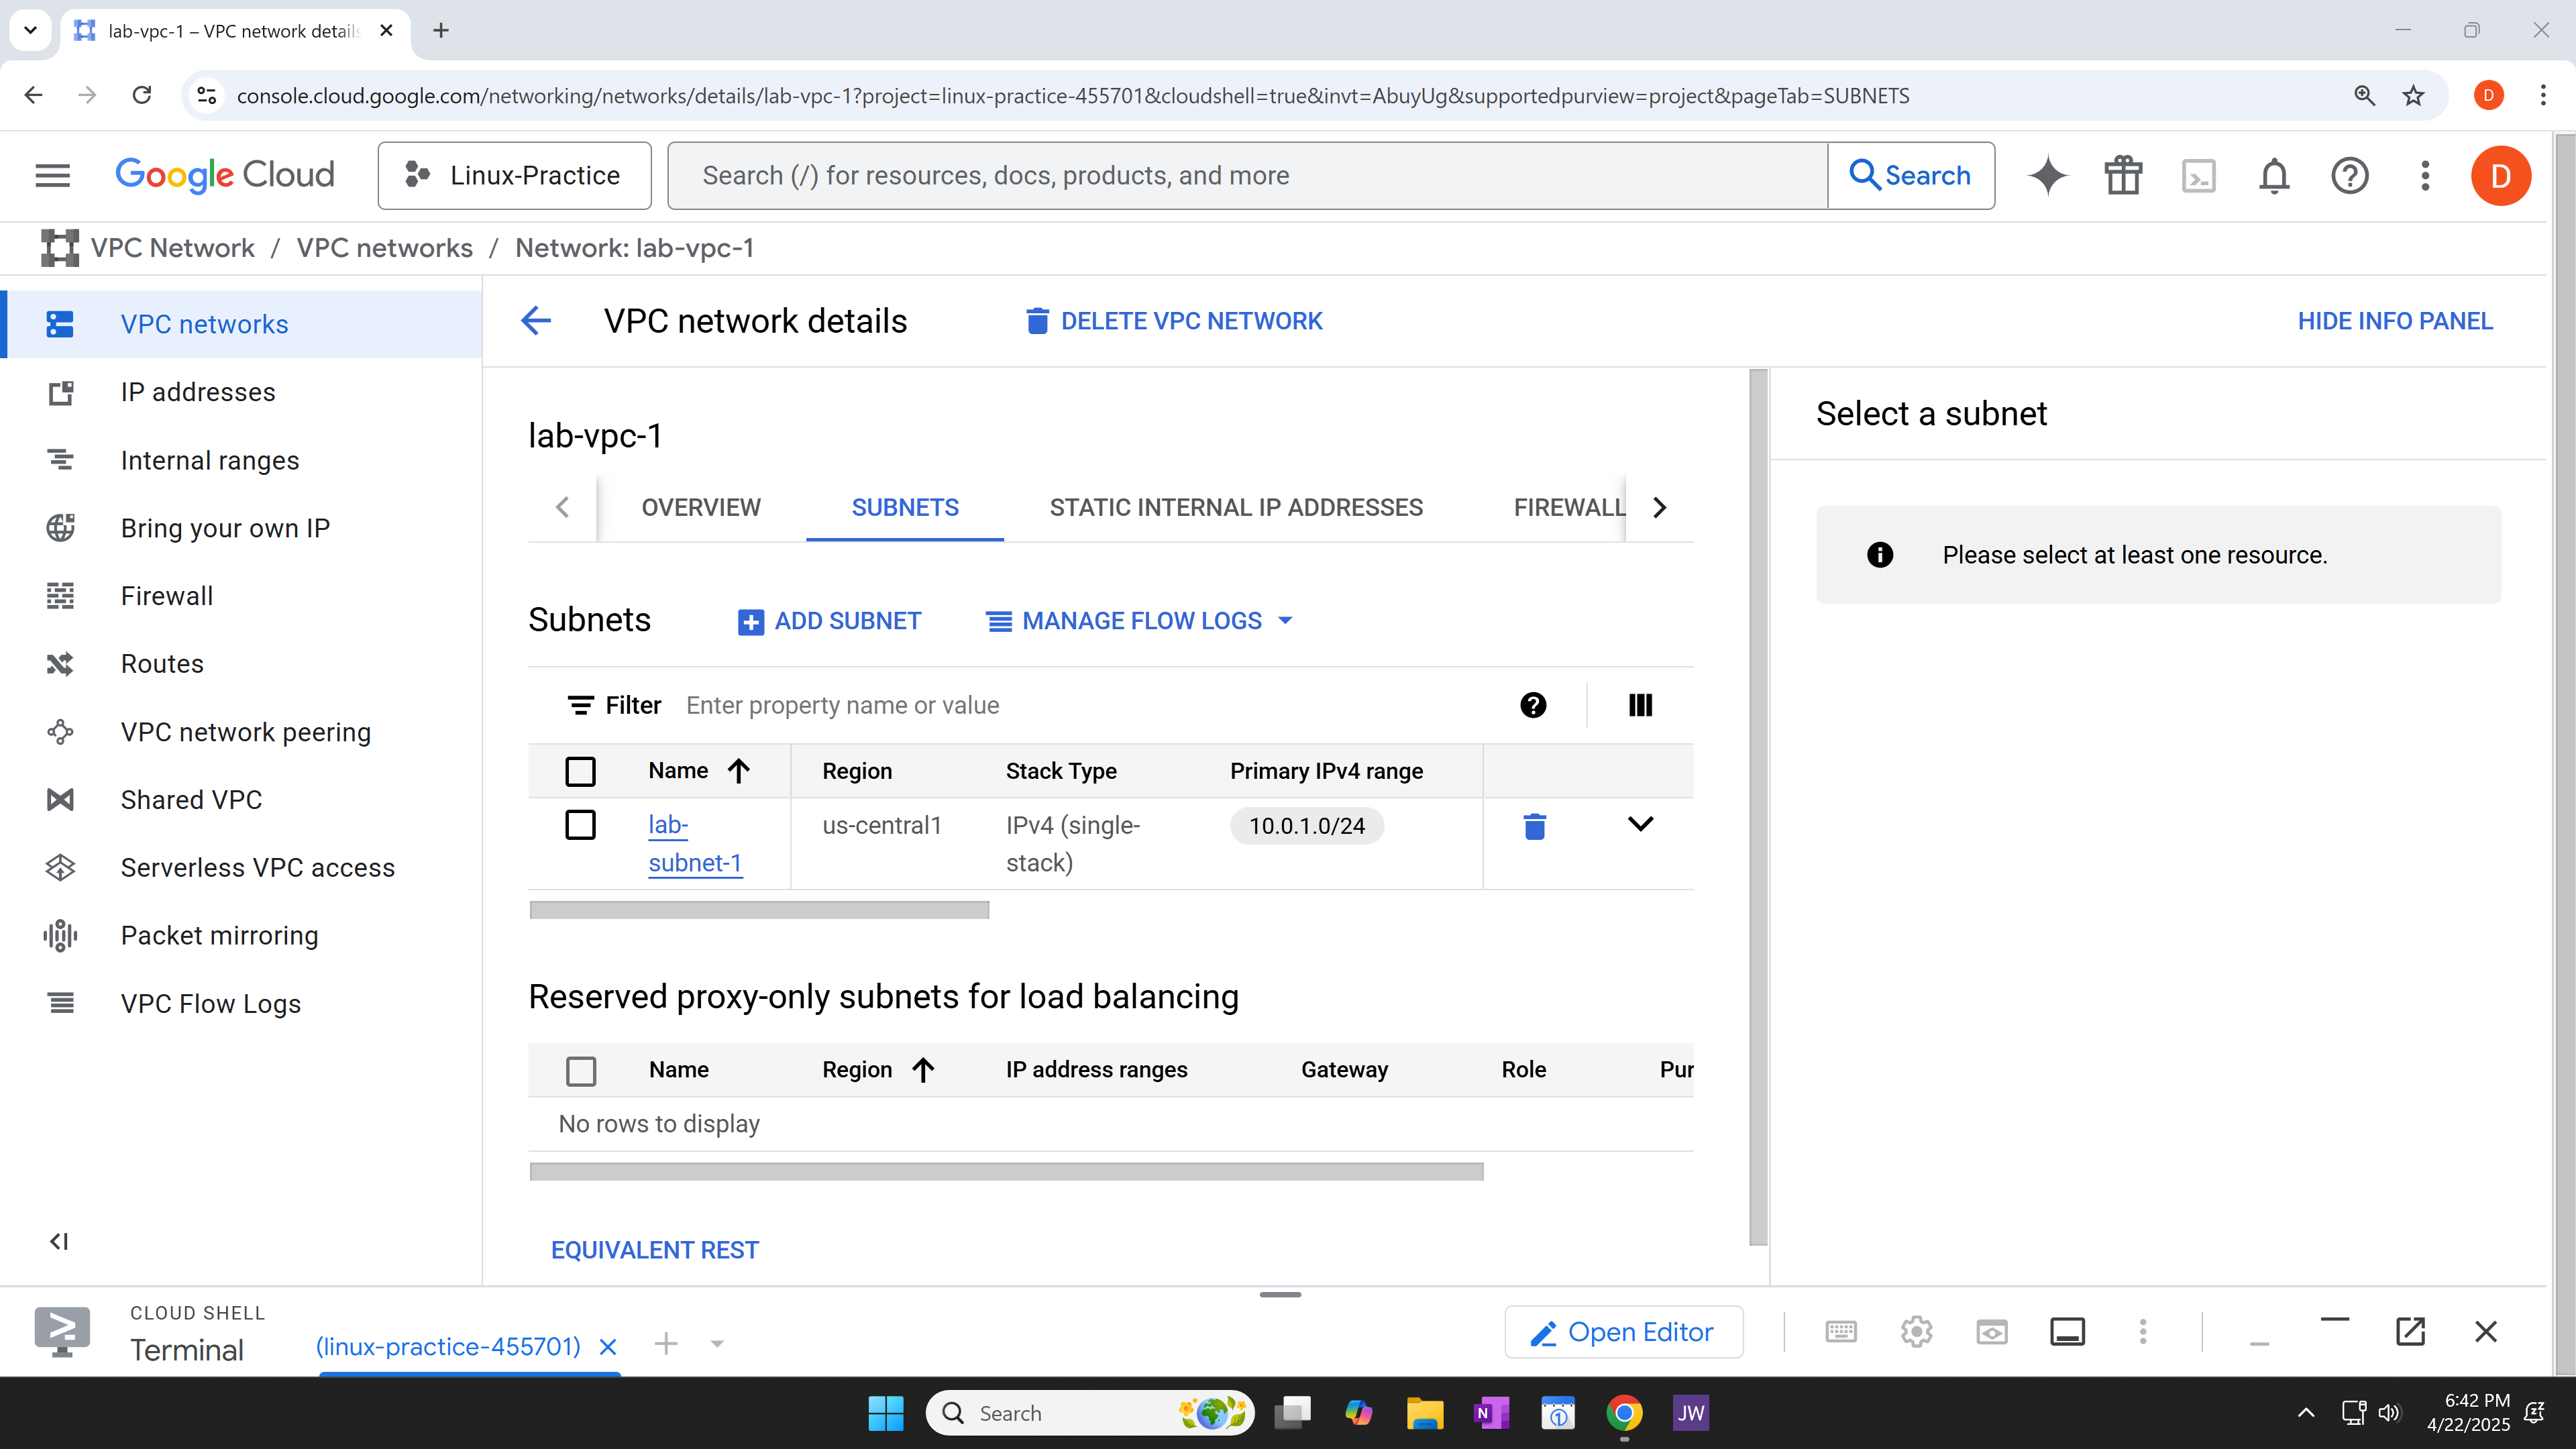 lab-vpc-1 – VPC network details
console.cloud.google.com/networking/networks/details/lab-vpc-1?project=linux-practice-455701&cloudshell=true&invt=AbuyUg&supportedpurview=project&pageTab=SUBNETS
D
Google Cloud
Linux-Practice
Search (/) for resources, docs, products, and more
Search
D
VPC Network / VPC networks / Network: lab-vpc-1
VPC networks
IP addresses
Internal ranges
Bring your own IP
Firewall
Routes
VPC network peering
Shared VPC
Serverless VPC access
Packet mirroring
VPC Flow Logs
VPC network details
DELETE VPC NETWORK
HIDE INFO PANEL
lab-vpc-1
OVERVIEW SUBNETS STATIC INTERNAL IP ADDRESSES FIREWALL
Subnets ADD SUBNET MANAGE FLOW LOGS
Filter Enter property name or value
Name Region Stack Type Primary IPv4 range
lab- us-central1 IPv4 (single- 10.0.1.0/24
subnet-1 stack)
Reserved proxy-only subnets for load balancing
Name Region IP address ranges Gateway Role Pur
No rows to display
EQUIVALENT REST
Select a subnet
Please select at least one resource.
CLOUD SHELL
Terminal
(linux-practice-455701)
Open Editor
Search
N
1
JW
6:42 PM
4/22/2025